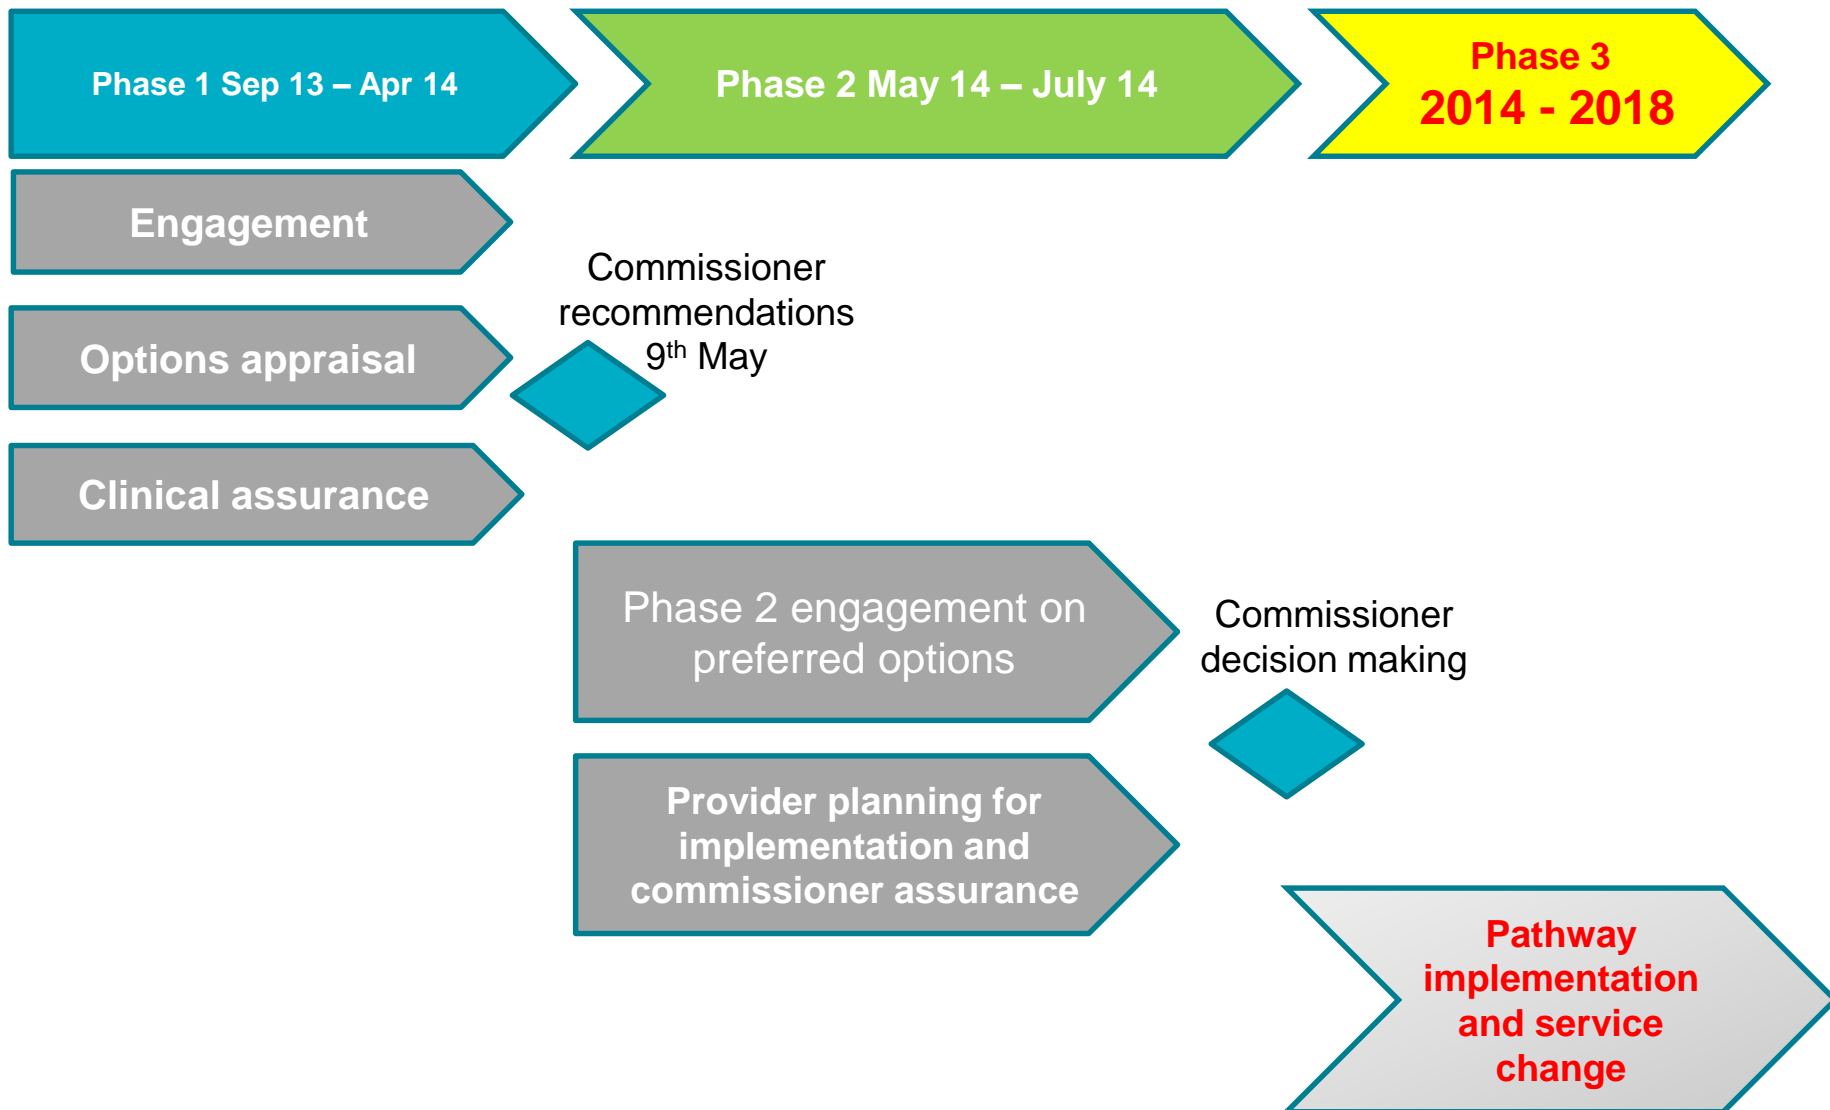 Phase 1 Sep 13 – Apr 14
Phase 2 May 14 – July 14
Phase 3
2014 - 2018
Engagement
Options appraisal
Clinical assurance
Commissioner
recommendations
9th May
Phase 2 engagement on
preferred options
Commissioner
decision making
Provider planning for
implementation and
commissioner assurance
Pathway
implementation
and service
change